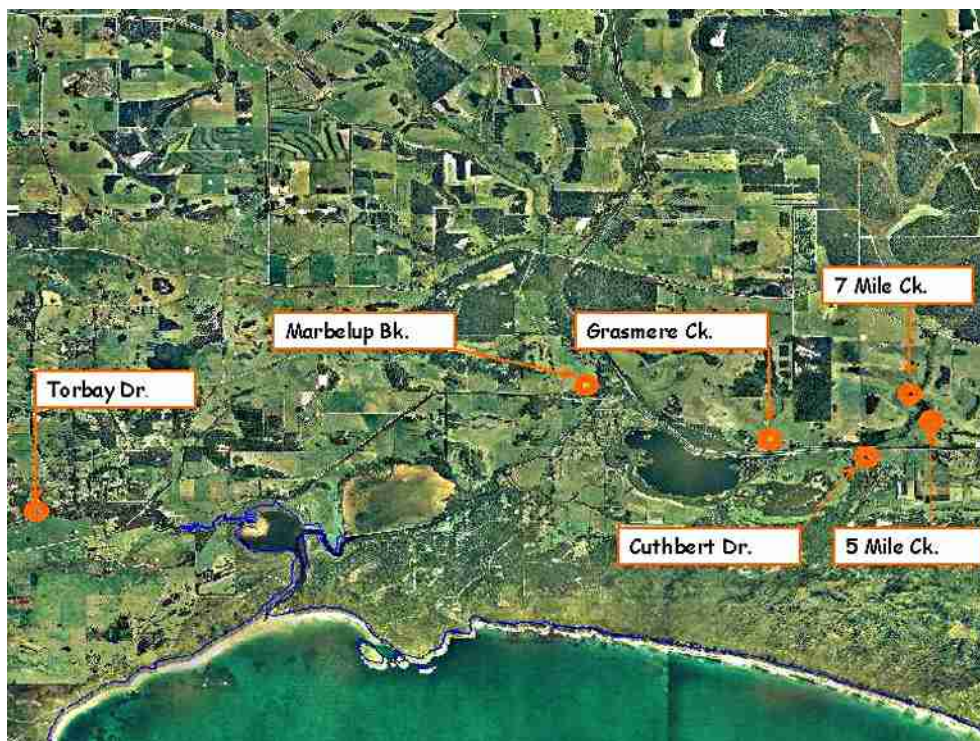 7 Mile Ck.
Marbelup Bk.
Grasmere Ck.
Torbay Dr.
Cuthbert Dr.
5 Mile Ck.